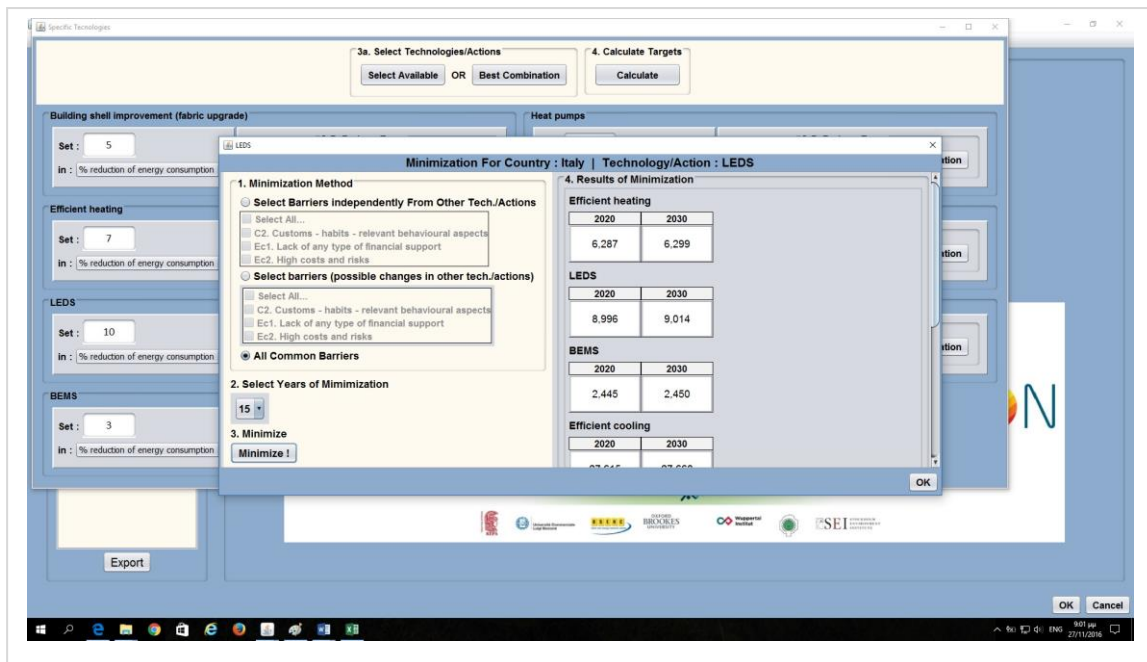 Specific Tecnologies
3a. Select Technologies/Actions
4. Calculate Targets
Select Available OR Best Combination
Calculate
Building shell improvement (fabric upgrade)
Heat pumps
Set : 5
in : % reduction of energy consumption
Efficient heating
Set : 7
in : % reduction of energy consumption
LEDS
Set : 10
in : % reduction of energy consumption
BEMS
Set : 3
in : % reduction of energy consumption
LEDS
Minimization For Country : Italy | Technology/Action : LEDS
1. Minimization Method
Select Barriers independently From Other Tech./Actions
Select All...
C2. Customs - habits - relevant behavioural aspects
Ec1. Lack of any type of financial support
Ec2. High costs and risks
Select barriers (possible changes in other tech./actions)
Select All...
C2. Customs - habits - relevant behavioural aspects
Ec1. Lack of any type of financial support
Ec2. High costs and risks
All Common Barriers
2. Select Years of Mimimization
15
3. Minimize
Minimize !
4. Results of Minimization
Efficient heating
2020 2030
6,287 6,299
LEDS
2020 2030
8,996 9,014
BEMS
2020 2030
2,445 2,450
Efficient cooling
2020 2030
OK
N
BROOKES
UNIVERSITY
Wuppertal
Institut
SEI
Export
OK Cancel
ENG
9:01 μμ
27/11/2016